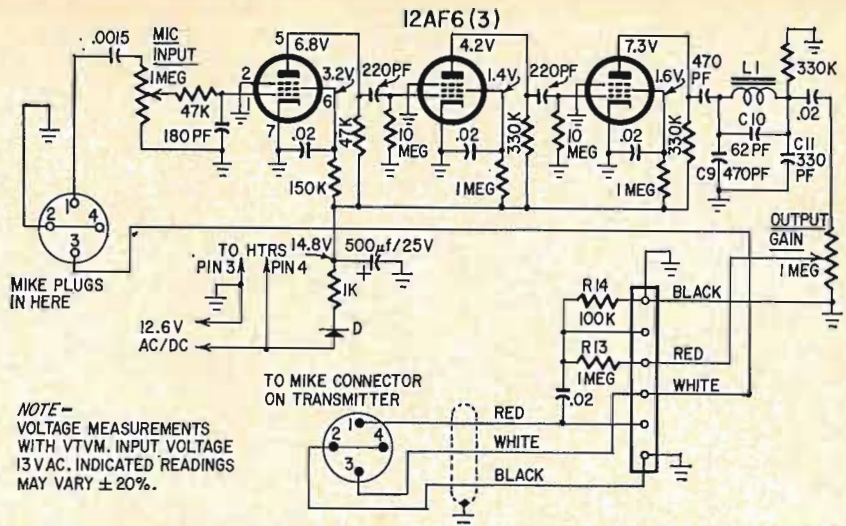 12AF6(3)
.0015
MIC
INPUT
1MEG
47K
180PF
5
6.8V
2
3.2V
6
1
7
.02
47K
150K
220PF
4.2V
1.4V
10
MEG
.02
330K
1MEG
220PF
7.3V
1.6V
10
MEG
.02
330K
1MEG
470
PF
L1
330K
C10
62PF
.02
C9
470PF
C11
330
PF
OUTPUT
GAIN
1MEG
1
2
4
3
MIKE PLUGS
IN HERE
TO HTRS
PIN 3
PIN 4
14.8V
500µf/25V
+
1K
D
12.6V
AC/DC
R14
100K
R13
1MEG
.02
BLACK
RED
WHITE
TO MIKE CONNECTOR
ON TRANSMITTER
1
2
4
3
RED
WHITE
BLACK
NOTE–
VOLTAGE MEASUREMENTS
WITH VTVM. INPUT VOLTAGE
13 VAC. INDICATED READINGS
MAY VARY ± 20%.